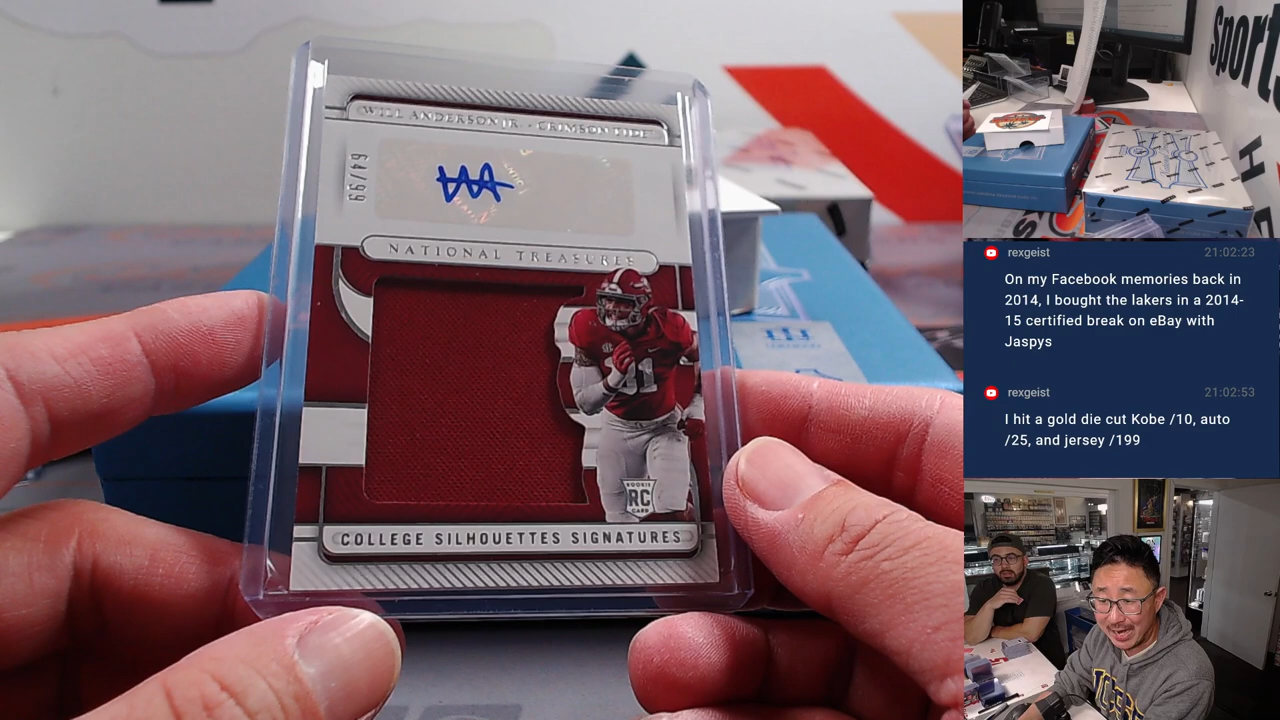 WILL ANDERSON JR. - CRIMSON TIDE
64/99
NATIONAL TREASURES
31
ROOKIE
RC
CARD
COLLEGE SILHOUETTES SIGNATURES
Sport
rexgeist 21:02:23
On my Facebook memories back in
2014, I bought the lakers in a 2014-
15 certified break on eBay with
Jaspys
rexgeist 21:02:53
I hit a gold die cut Kobe /10, auto
/25, and jersey /199